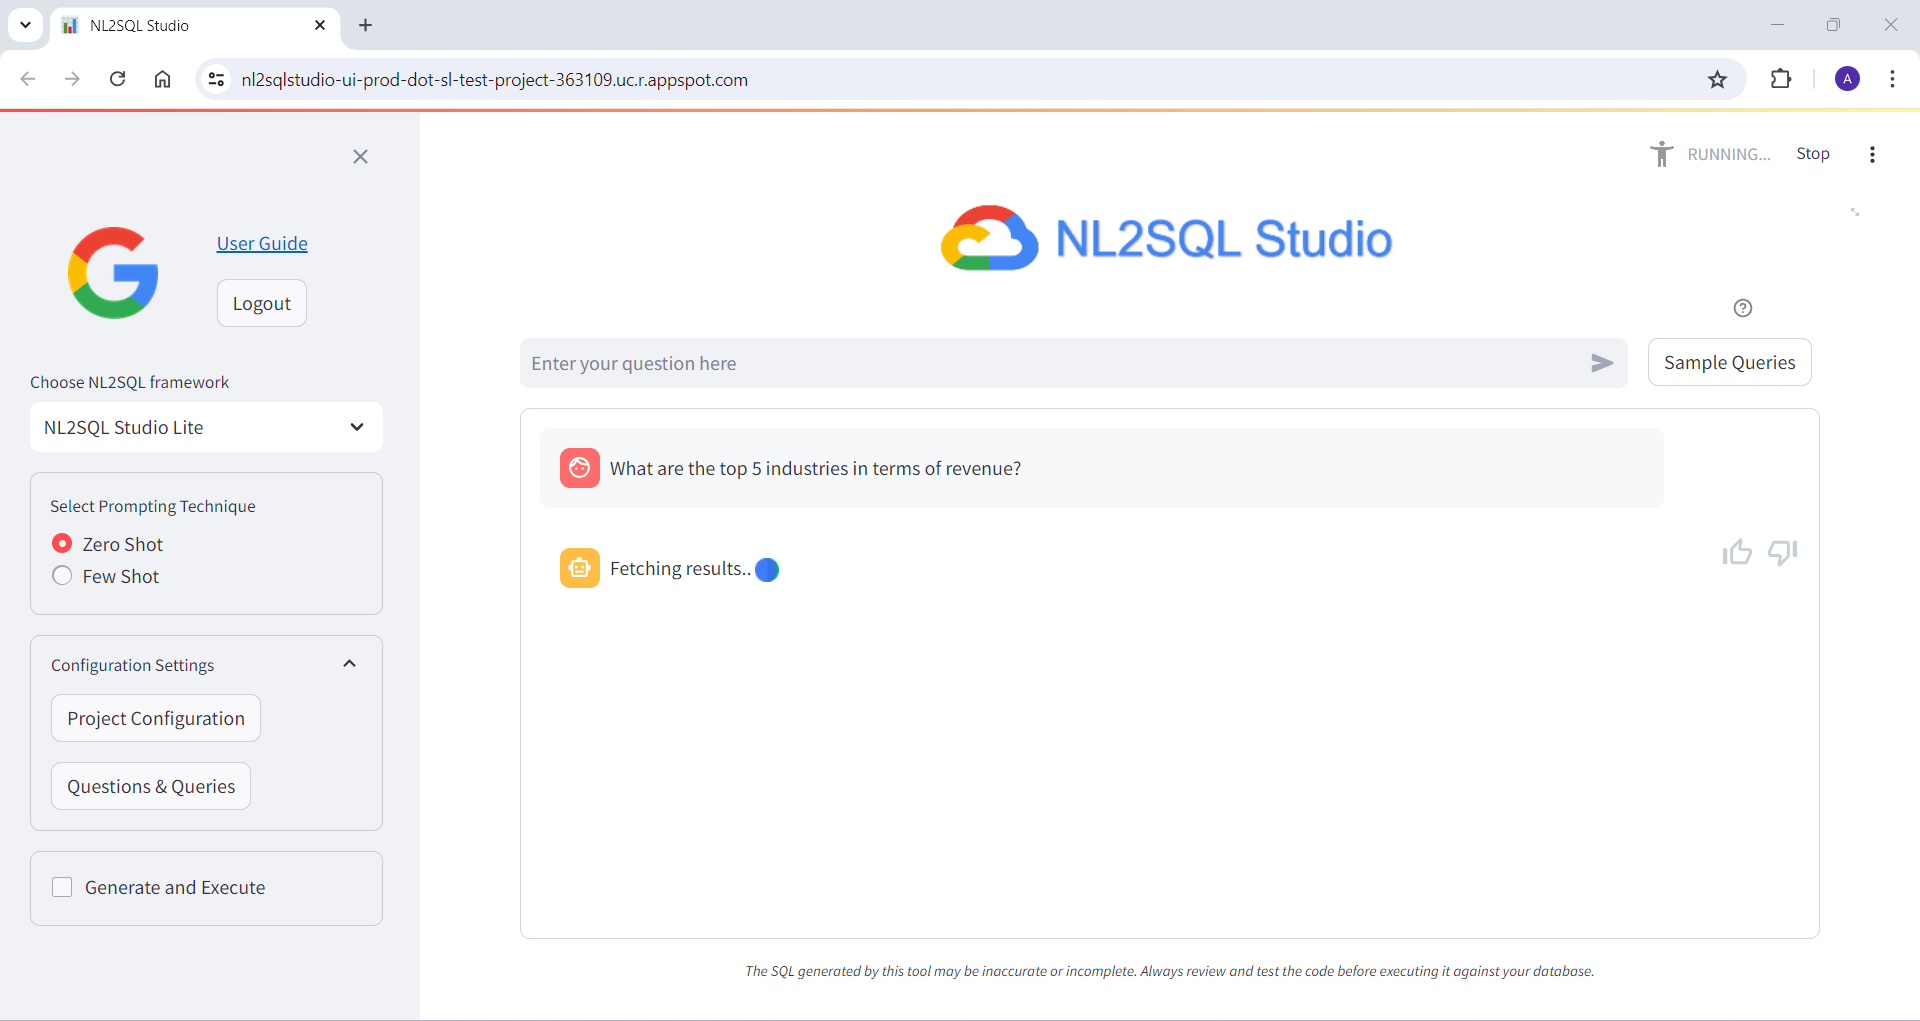 NL2SQL Studio
nl2sqlstudio-ui-prod-dot-sl-test-project-363109.uc.r.appspot.com
A
RUNNING...
Stop
User Guide
Logout
NL2SQL Studio
Choose NL2SQL framework
NL2SQL Studio Lite
Enter your question here
Sample Queries
Select Prompting Technique
Zero Shot
Few Shot
What are the top 5 industries in terms of revenue?
Fetching results..
Configuration Settings
Project Configuration
Questions & Queries
Generate and Execute
The SQL generated by this tool may be inaccurate or incomplete. Always review and test the code before executing it against your database.